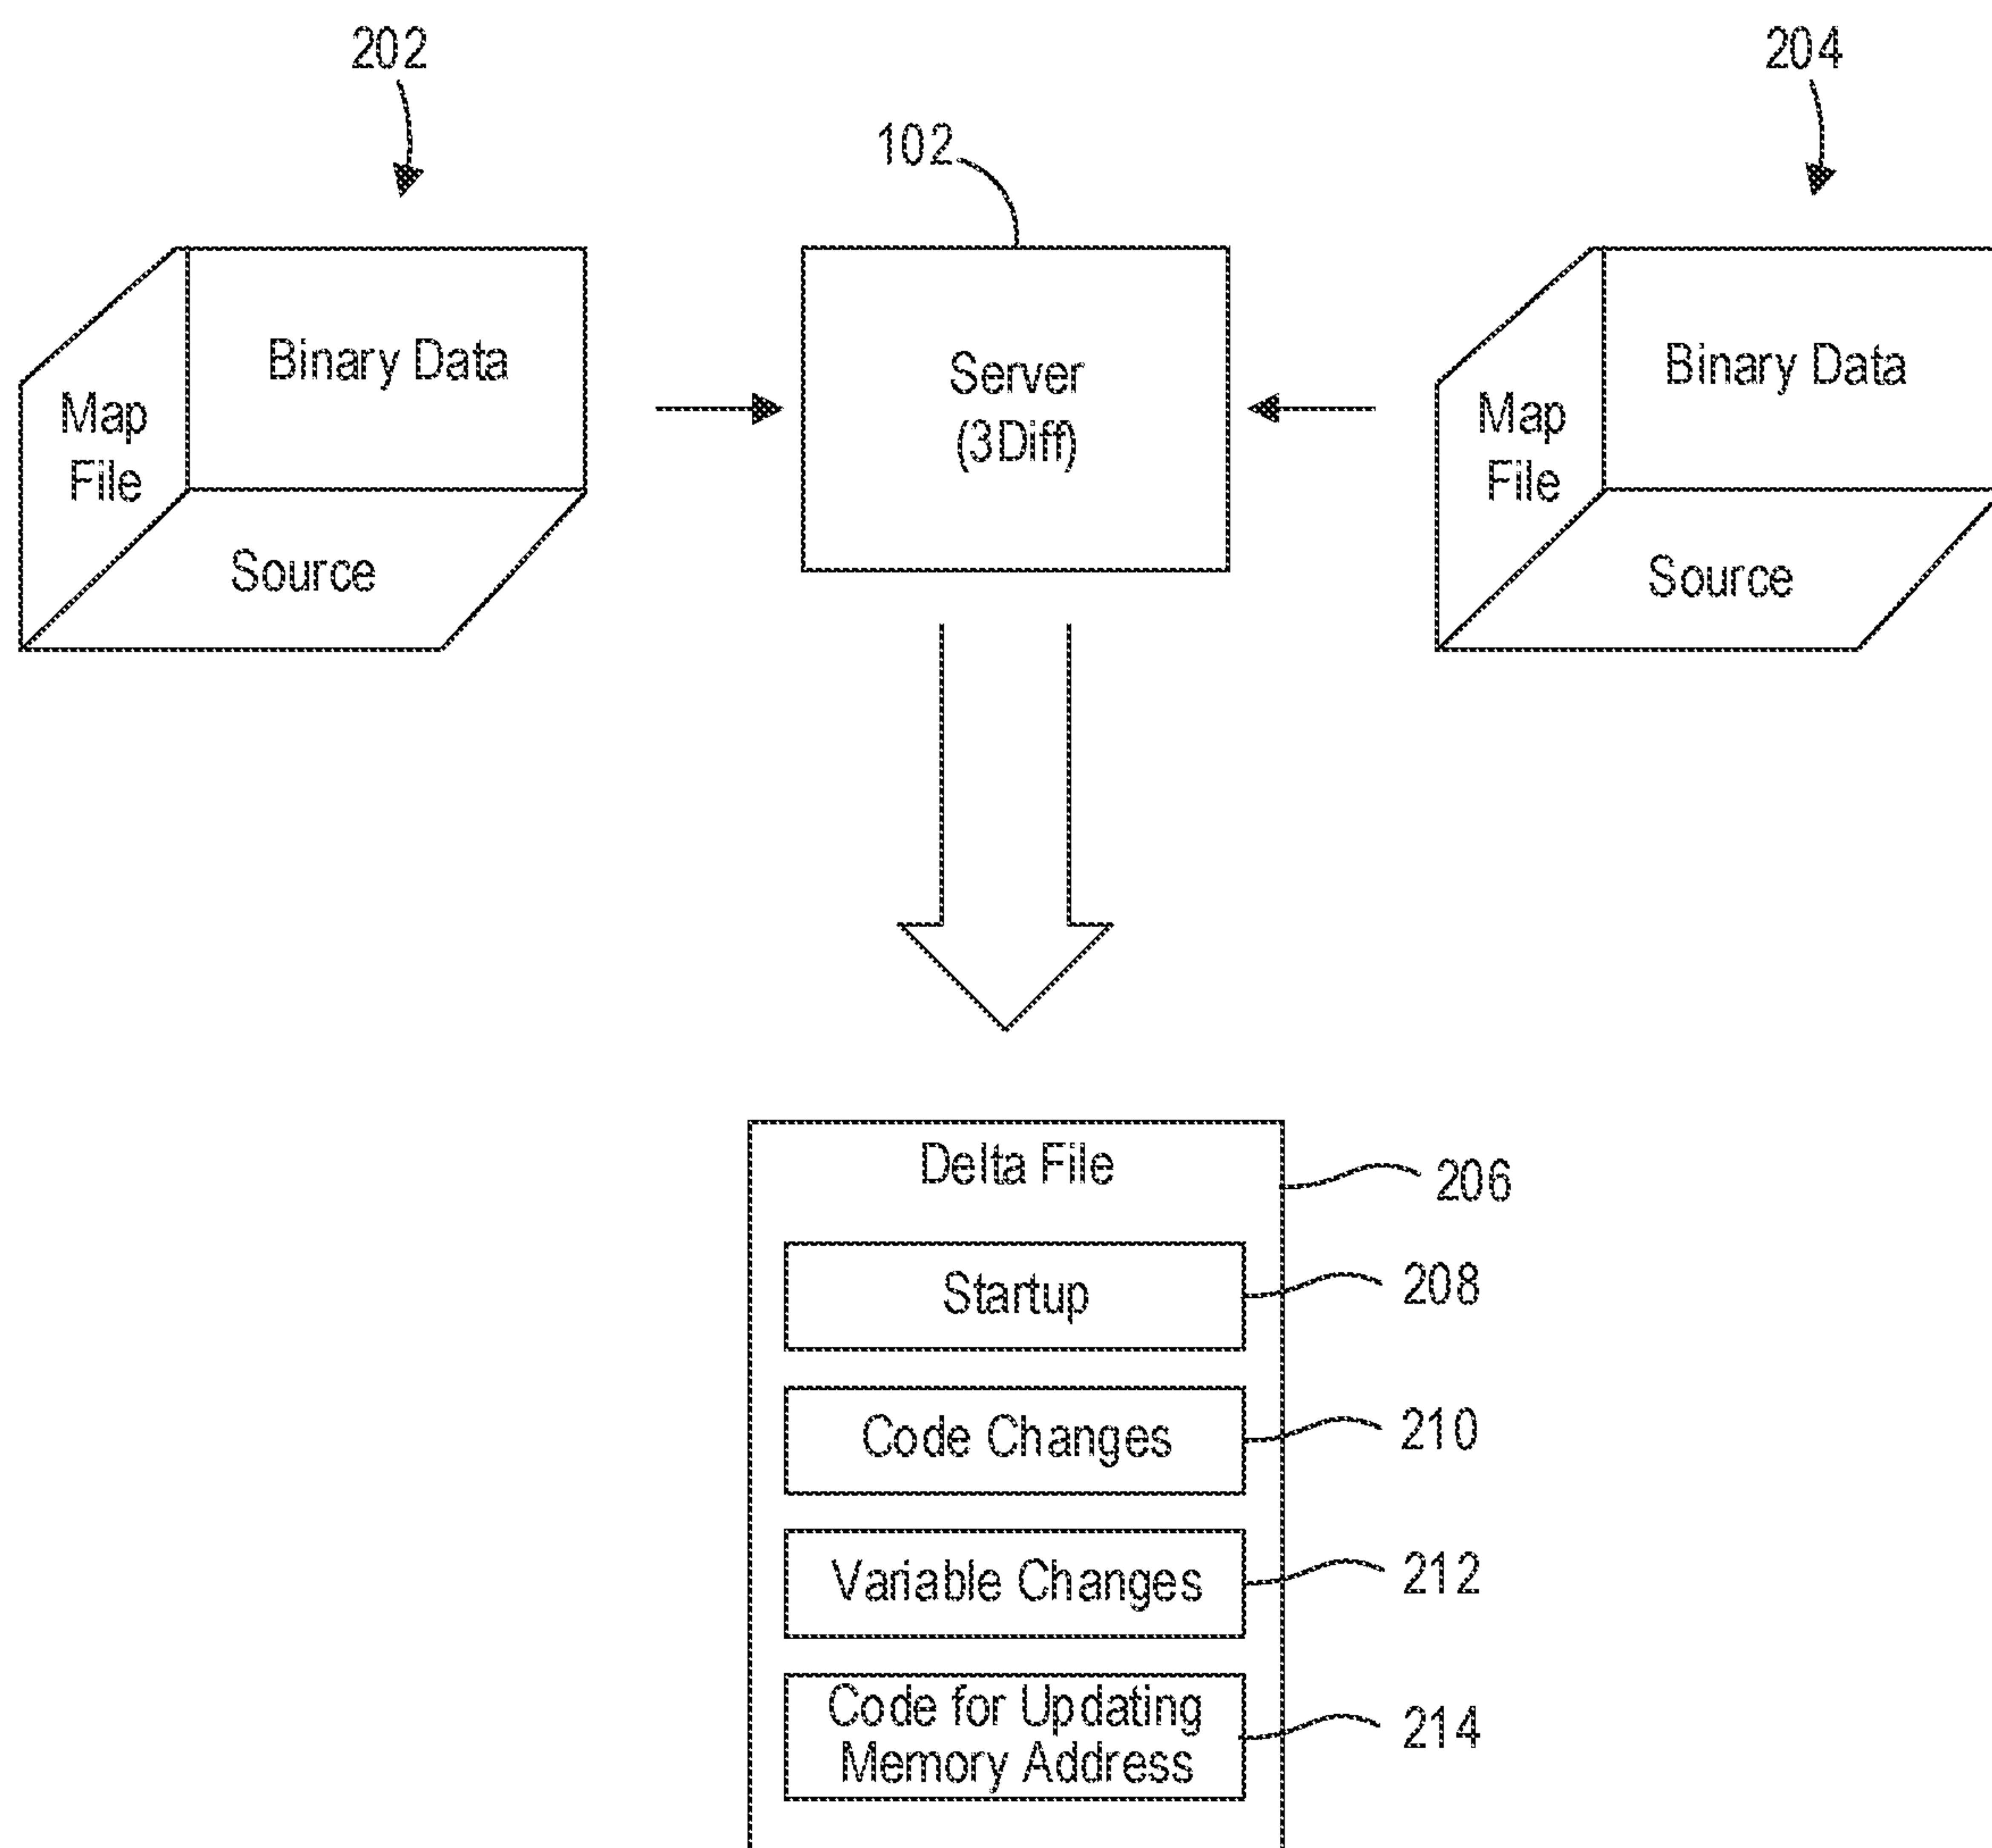 202
204
102
Binary Data
Map
File
Source
Server
(3Diff)
Binary Data
Map
File
Source
Delta File
206
Startup
208
Code Changes
210
Variable Changes
212
Code for Updating
Memory Address
214